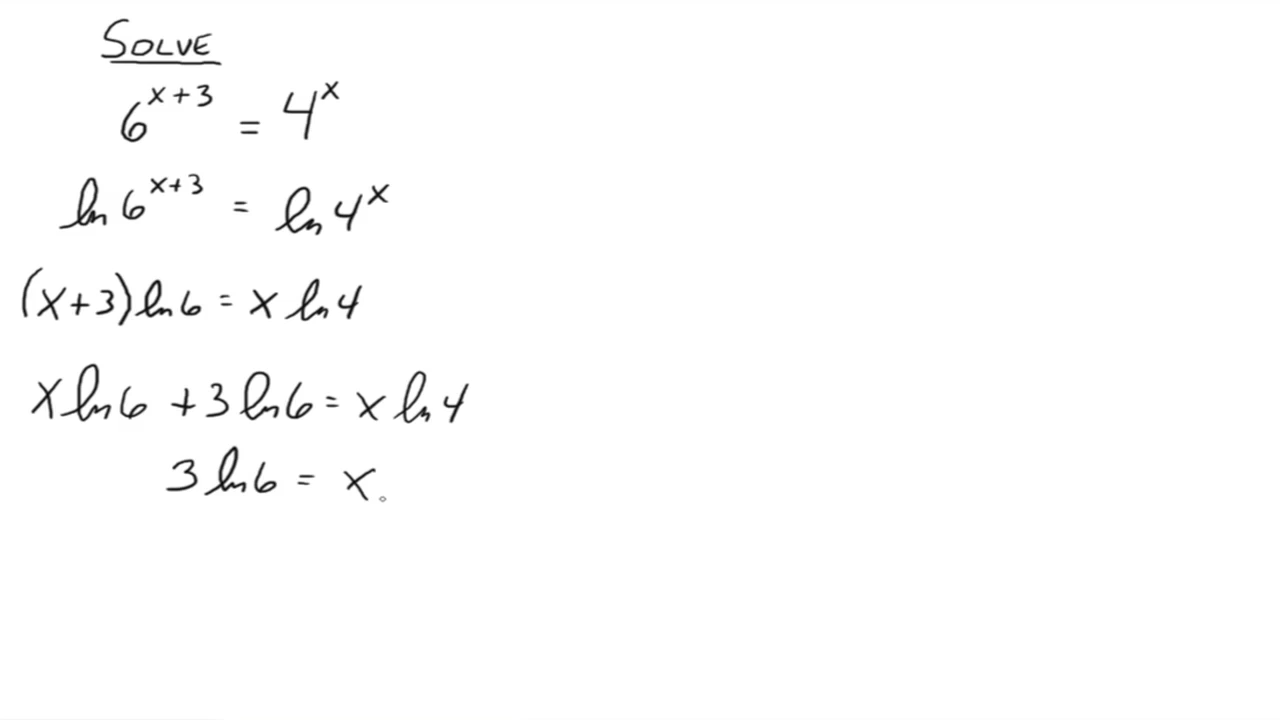 SOLVE
6^{x+3} = 4^x
ln 6^{x+3} = ln 4^x
(x+3) ln 6 = x ln 4
x ln 6 + 3 ln 6 = x ln 4
3 ln 6 = x